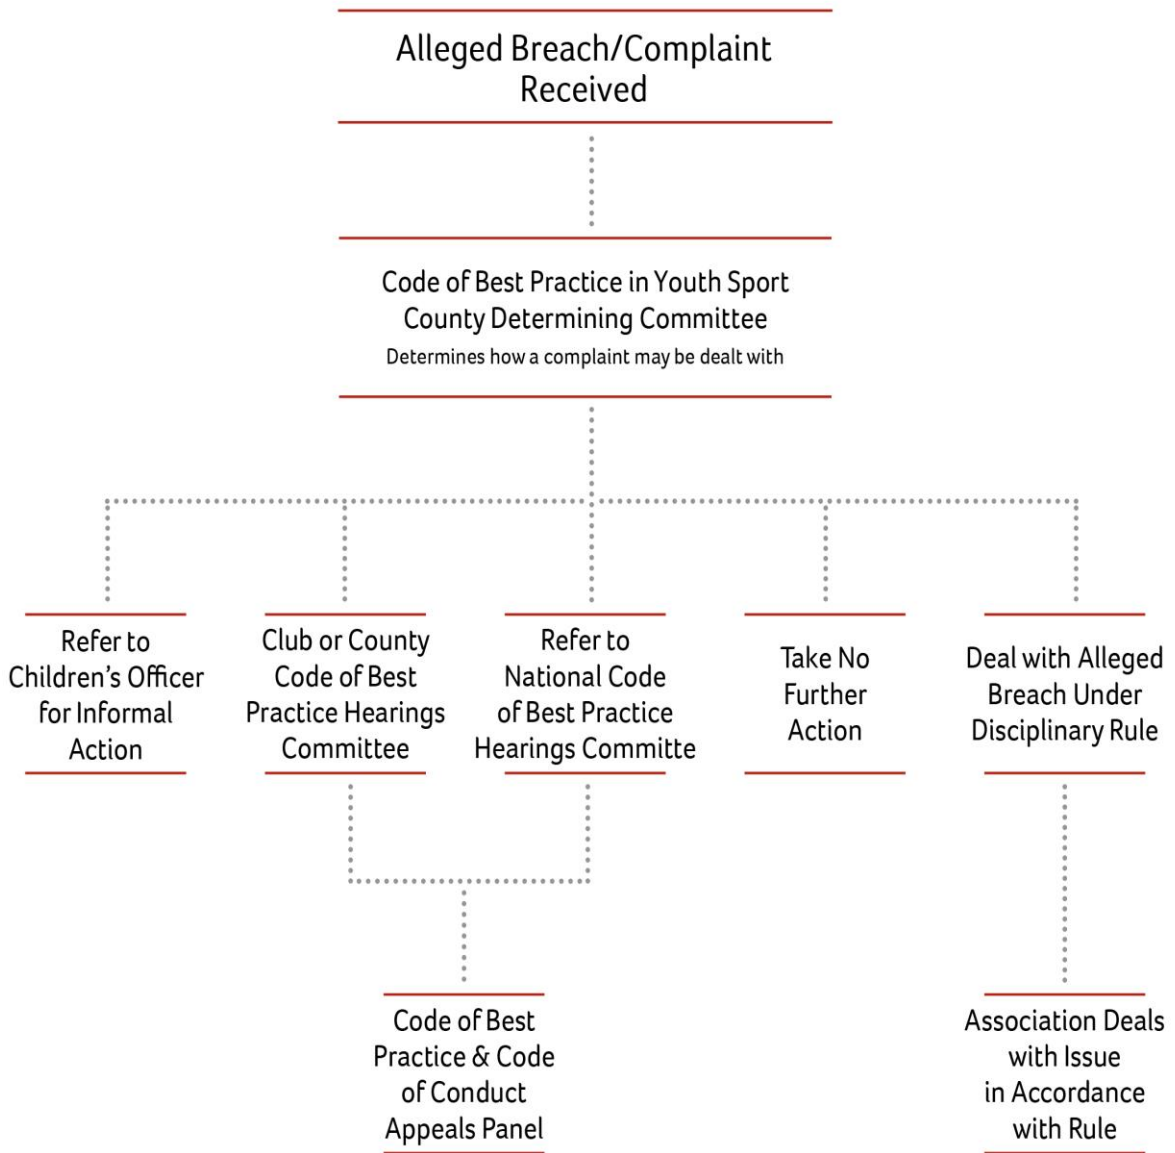 Alleged Breach/Complaint
Received
Code of Best Practice in Youth Sport
County Determining Committee
Determines how a complaint may be dealt with
Refer to
Children's Officer
for Informal
Action
Club or County
Code of Best
Practice Hearings
Committee
Refer to
National Code
of Best Practice
Hearings Committe
Take No
Further
Action
Deal with Alleged
Breach Under
Disciplinary Rule
Code of Best
Practice & Code
of Conduct
Appeals Panel
Association Deals
with Issue
in Accordance
with Rule